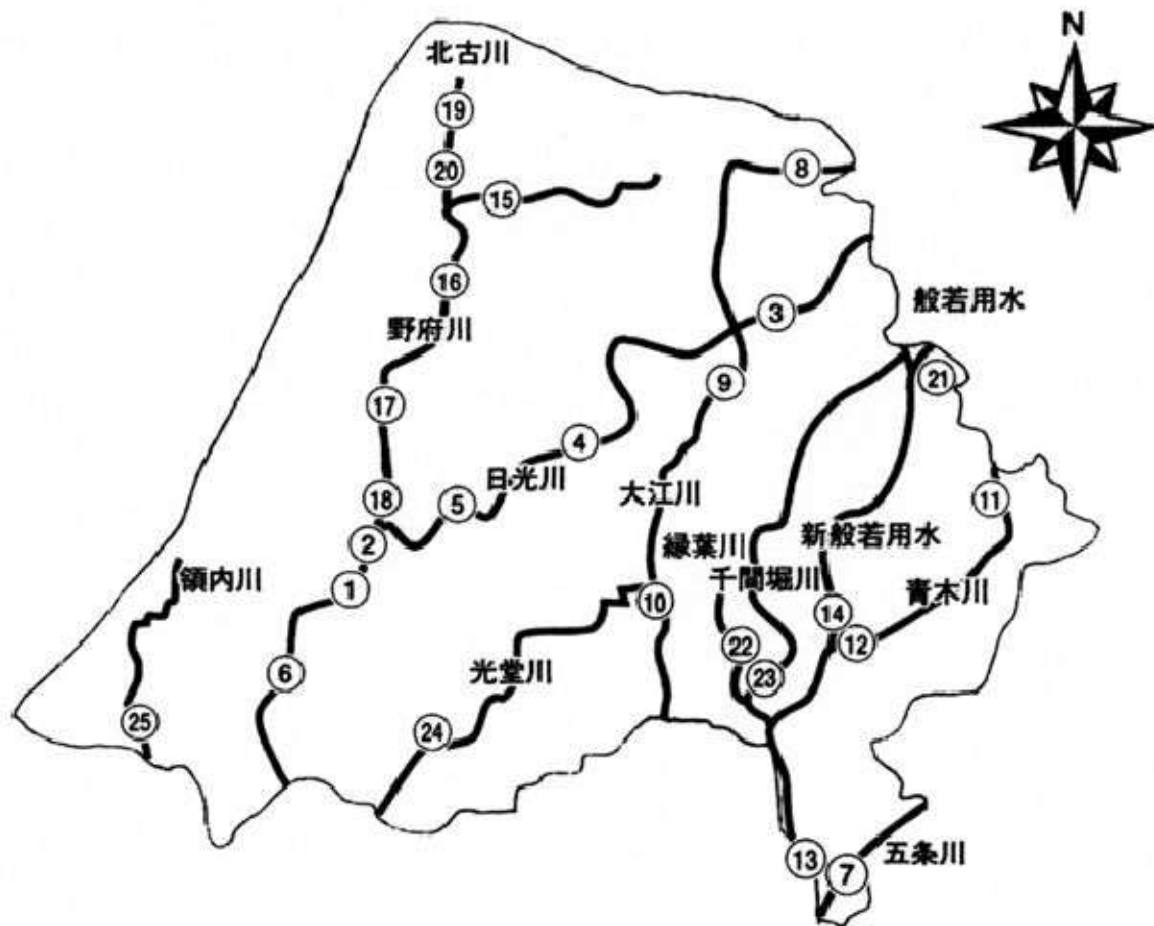 N
北古川
⑲
⑧
⑳
⑮
⑯
般若用水
③
野府川
㉑
⑨
⑰
④
日光川
大江川
⑪
⑱
⑤
縁葉川
新般若用水
②
領内川
千間堀川
青木川
①
⑩
⑭
⑫
㉒
光堂川
⑥
㉓
㉕
㉔
五条川
⑬
⑦